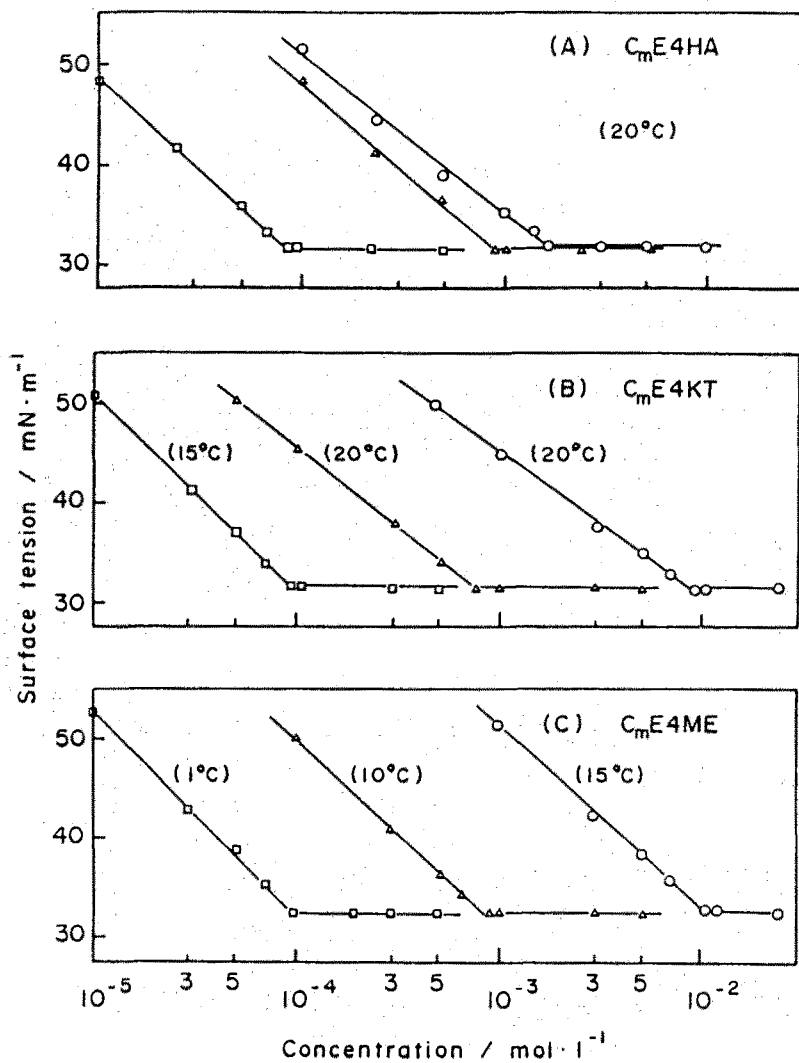 (A) CmE4HA
50
(20°C)
40
30
(B) CmE4KT
50
(15°C) (20°C) (20°C)
40
30
(C) CmE4ME
50
(1°C) (10°C) (15°C)
40
30
10⁻⁵ 3 5 10⁻⁴ 3 5 10⁻³ 3 5 10⁻²
Surface tension / mN·m⁻¹
Concentration / mol·l⁻¹